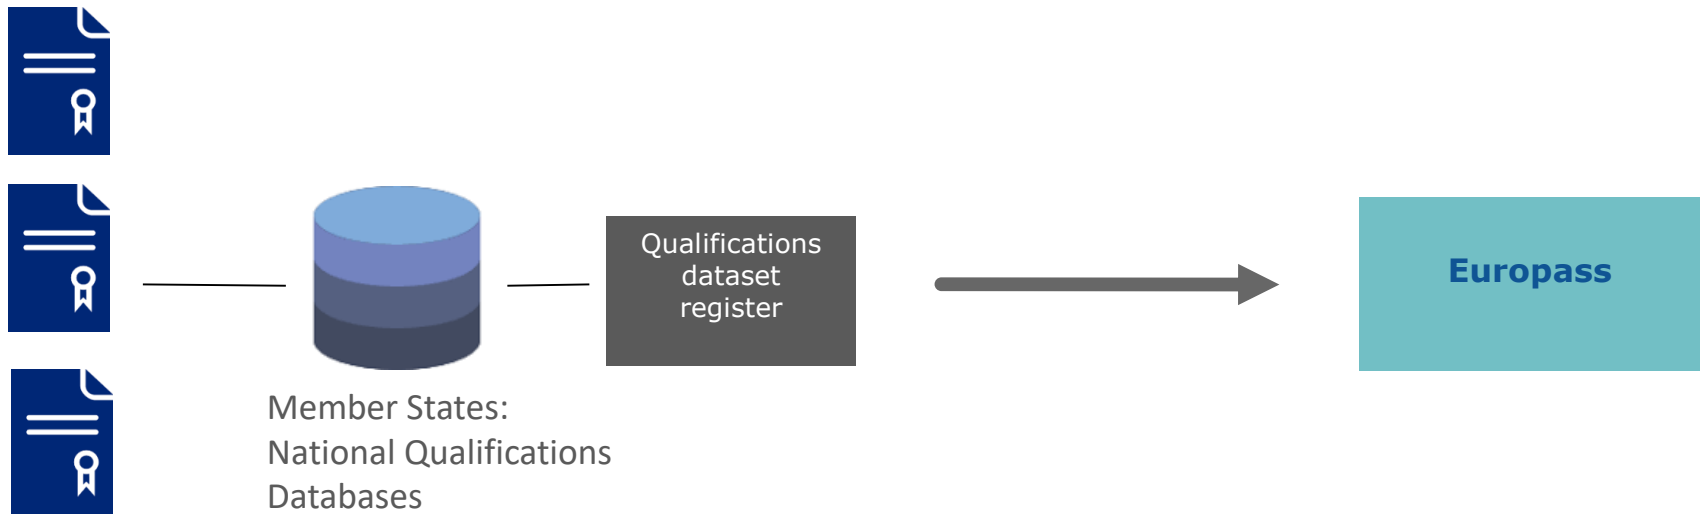 Qualifications
dataset
register
Europass
Member States:
National Qualifications
Databases